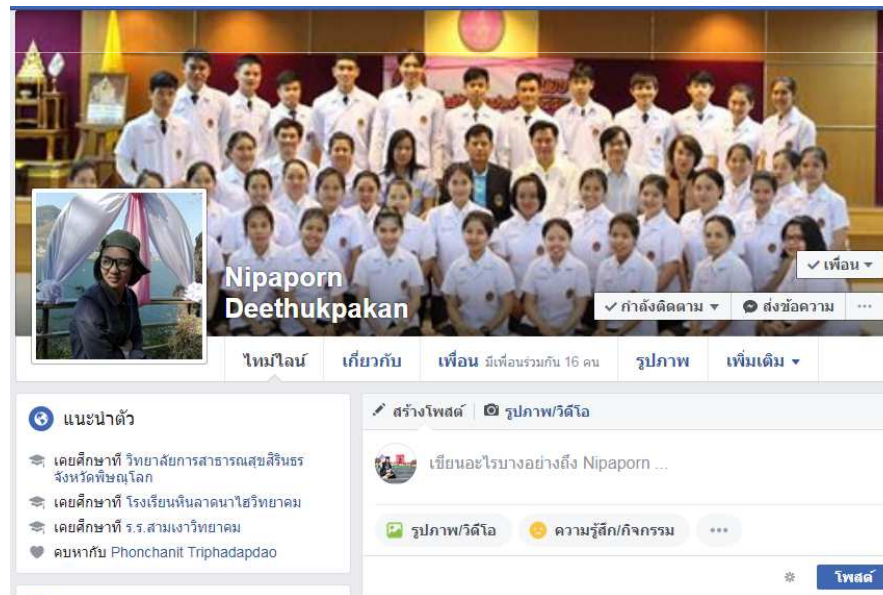 Nipaporn
Deethukpakan
เพื่อน
กำลังติดตาม
ส่งข้อความ
ไทม์ไลน์ เกี่ยวกับ เพื่อน มีเพื่อนร่วมกัน 16 คน รูปภาพ เพิ่มเติม
แนะนำตัว
เคยศึกษาที่ วิทยาลัยการสาธารณสุขสิรินธร
จังหวัดพิษณุโลก
เคยศึกษาที่ โรงเรียนหินลาดนาไฮวิทยาคม
เคยศึกษาที่ ร.ร.สามเงาวิทยาคม
คบหากับ Phonchanit Triphadapdao
สร้างโพสต์ รูปภาพ/วิดีโอ
เขียนอะไรบางอย่างถึง Nipaporn ...
รูปภาพ/วิดีโอ ความรู้สึก/กิจกรรม ...
โพสต์